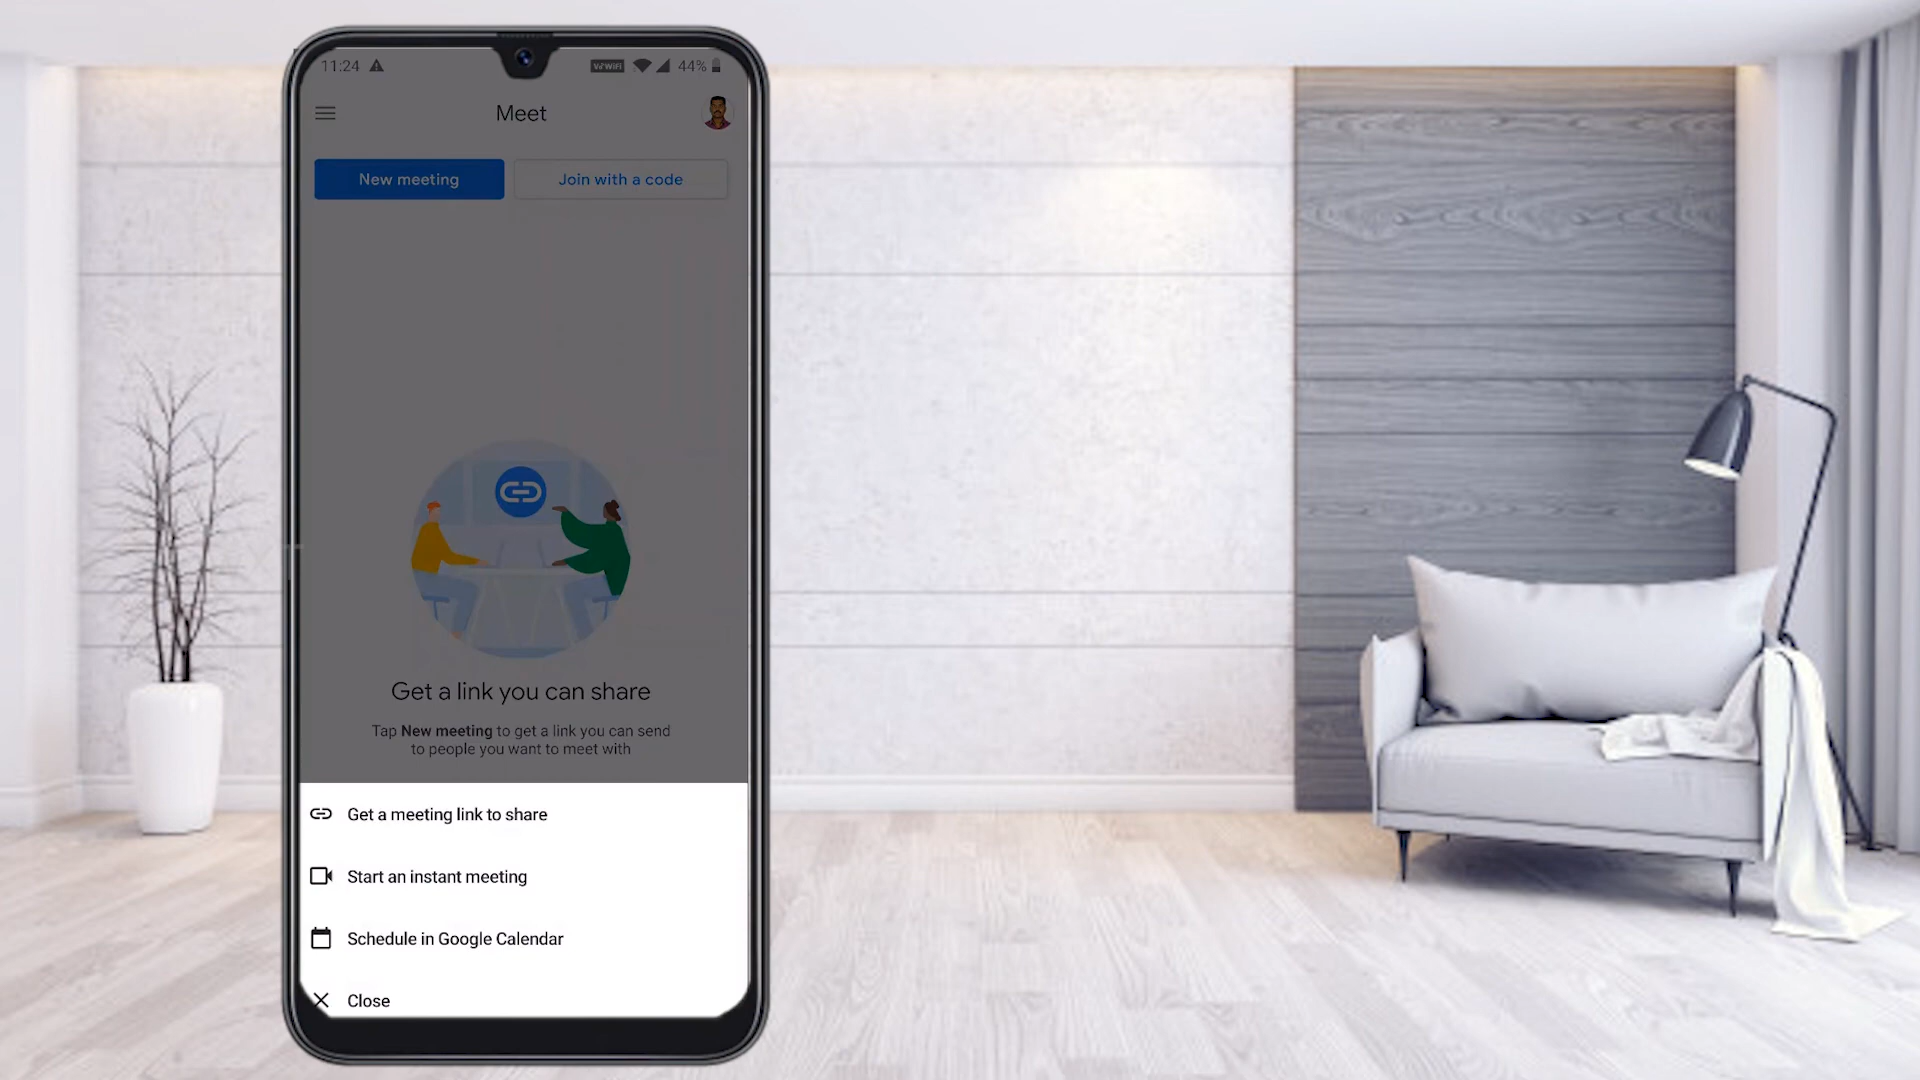 11:24
VoWiFi
44%
Meet
New meeting
Join with a code
Get a link you can share
Tap New meeting to get a link you can send
to people you want to meet with
Get a meeting link to share
Start an instant meeting
Schedule in Google Calendar
Close